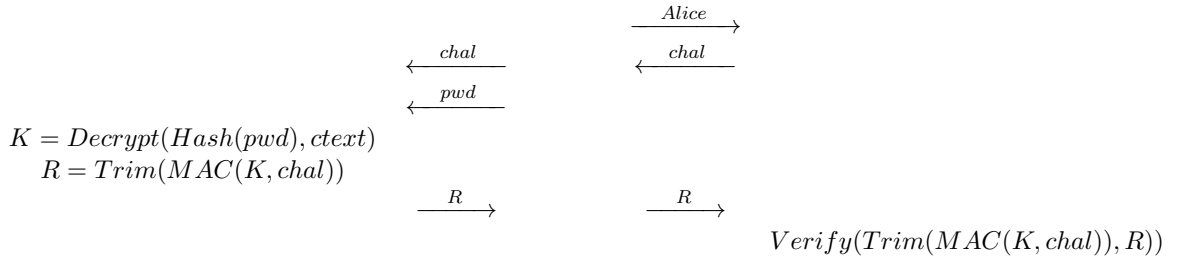 Alice
chal chal
pwd
K = Decrypt(Hash(pwd), ctext)
R = Trim(MAC(K, chal))
R R
Verify(Trim(MAC(K, chal)), R))